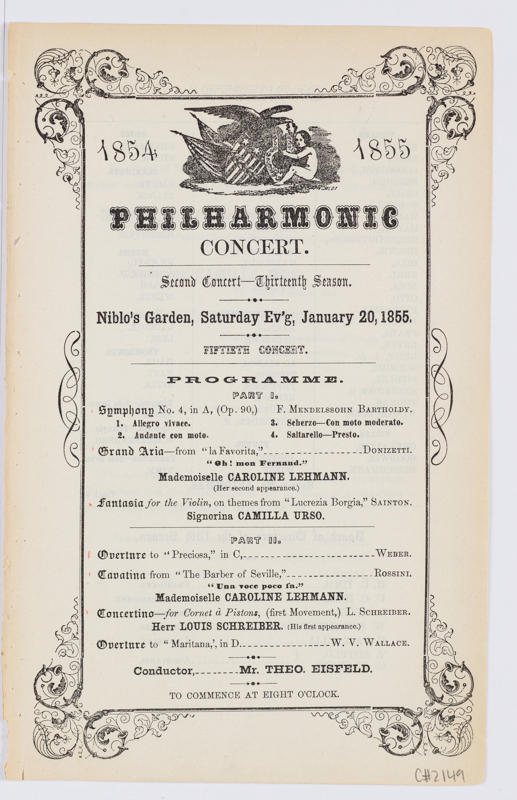 1854 1855
PHILHARMONIC
CONCERT.
Second Concert—Thirteenth Season.
Niblo's Garden, Saturday Ev'g, January 20, 1855.
FIFTIETH CONCERT.
PROGRAMME.
PART I.
Symphony No. 4, in A, (Op. 90,) F. MENDELSSOHN BARTHOLDY.
1. Allegro vivace. 3. Scherzo—Con moto moderato.
2. Andante con moto. 4. Saltarello—Presto.
Grand Aria—from "la Favorita," DONIZETTI.
"Oh! mon Fernand."
Mademoiselle CAROLINE LEHMANN.
(Her second appearance.)
Fantasia for the Violin, on themes from "Lucrezia Borgia," SAINTON.
Signorina CAMILLA URSO.
PART II.
Overture to "Preciosa," in C, WEBER.
Cavatina from "The Barber of Seville," ROSSINI.
"Una voce poco fa."
Mademoiselle CAROLINE LEHMANN.
Concertino—for Cornet à Pistons, (first Movement,) L. SCHREIBER.
Herr LOUIS SCHREIBER. (His first appearance.)
Overture to "Maritana,', in D W. V. WALLACE.
Conductor, Mr. THEO. EISFELD.
TO COMMENCE AT EIGHT O'CLOCK.
C#2149